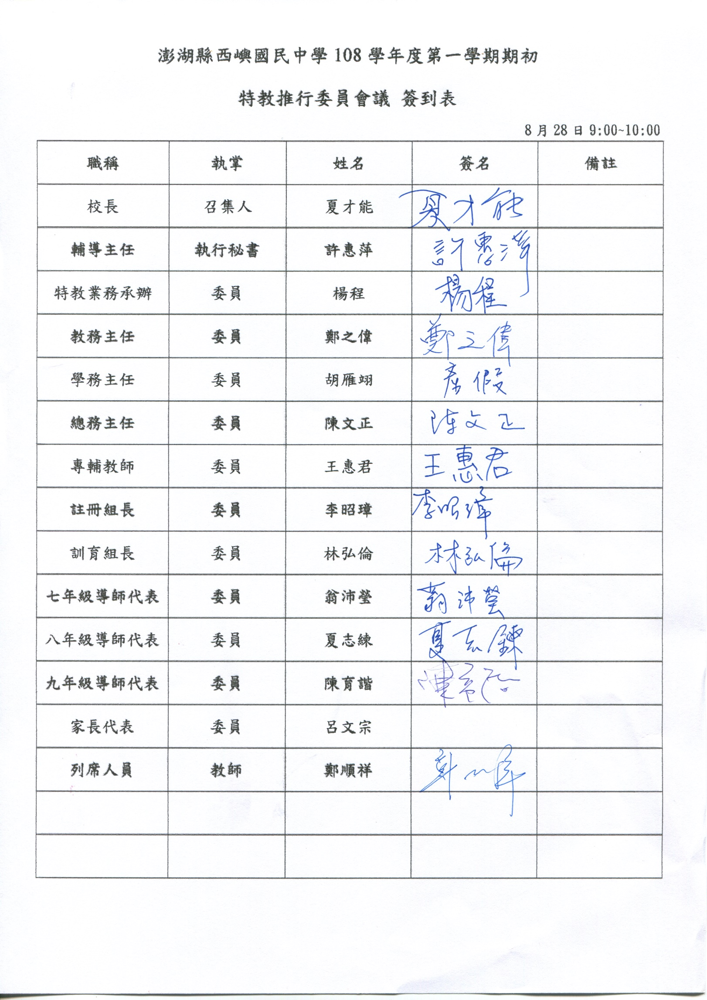 澎湖縣西嶼國民中學 108 學年度第一學期期初
特教推行委員會議 簽到表
8 月 28 日 9:00~10:00
職稱 執掌 姓名 簽名 備註
校長 召集人 夏才能 夏才能
輔導主任 執行秘書 許惠萍 許惠萍
特教業務承辦 委員 楊程 楊程
教務主任 委員 鄭之偉 鄭之偉
學務主任 委員 胡雁翊 產假
總務主任 委員 陳文正 陈文正
專輔教師 委員 王惠君 王惠君
註冊組長 委員 李昭璋 李昭璋
訓育組長 委員 林弘倫 林弘倫
七年級導師代表 委員 翁沛瑩 翁沛瑩
八年級導師代表 委員 夏志練 夏志鍊
九年級導師代表 委員 陳育諧
家長代表 委員 呂文宗
列席人員 教師 鄭順祥